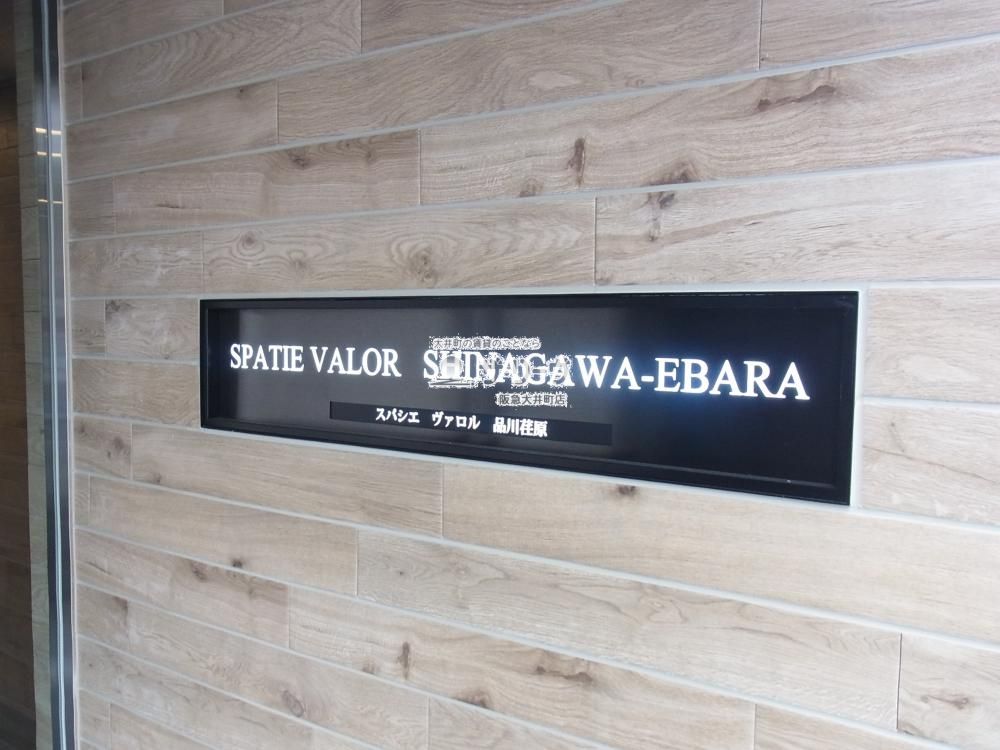 SPATIE VALOR SHINAGAWA-EBARA
大井町の賃貸のことなら
阪急大井町店
スパシエ ヴァロル 品川荏原